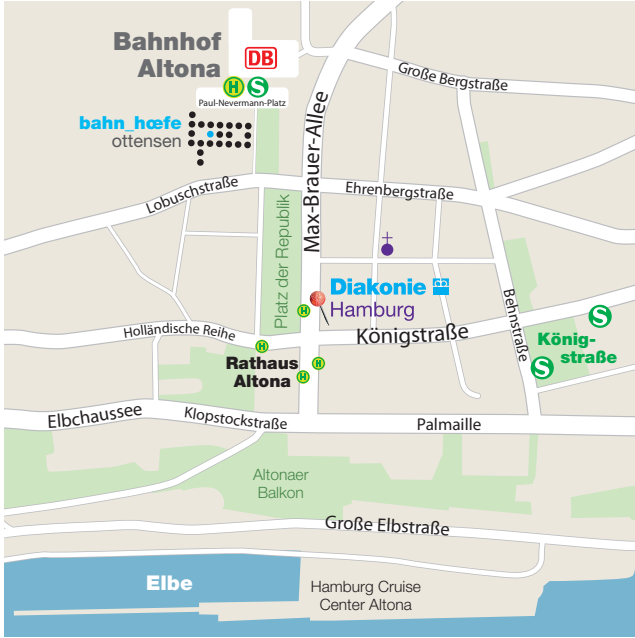 Bahnhof
Altona
DB
H
S
Paul-Nevermann-Platz
Große Bergstraße
bahn_hœfe
ottensen
Max-Brauer-Allee
Lobuschstraße
Ehrenbergstraße
Platz der Republik
Diakonie
Hamburg
H
Behnstraße
Holländische Reihe
Königstraße
H
S
König-
straße
S
Rathaus
Altona
H
H
Elbchaussee
Klopstockstraße
Palmaille
Altonaer
Balkon
Große Elbstraße
Elbe
Hamburg Cruise
Center Altona